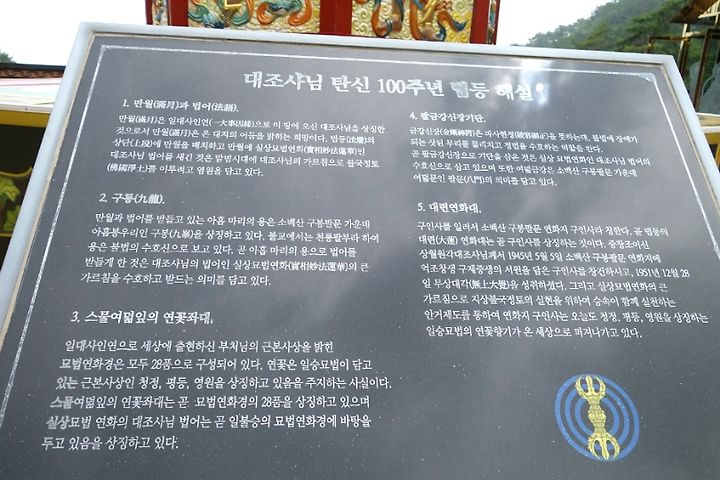 대조사님 탄신 100주년 법등 해설
1. 만월(滿月)과 법어(法語).
만월(滿月)은 일대사인연(一大事因緣)으로 이 땅에 오신 대조사님을 상징한
것으로서 만월(滿月)은 온 대지의 어둠을 밝히는 희망이다. 법등(法燈)의
상단(上段)에 만월을 배치하고 만월에 실상묘법연화(實相妙法蓮華)인
대조사님 법어를 새긴 것은 말법시대에 대조사님의 가르침으로 불국정토
(佛國淨土)를 이루려고 염원을 담고 있다.
2. 구룡(九龍).
만월과 법어를 받들고 있는 아홉 마리의 용은 소백산 구봉팔문 가운데
아홉봉우리인 구봉(九峯)을 상징하고 있다. 불교에서는 천룡팔부라 하여
용은 불법의 수호신으로 보고 있다. 곧 아홉 마리의 용으로 법어를
받들게 한 것은 대조사님의 법어인 실상묘법연화(實相妙法蓮華)의 큰
가르침을 수호하고 받드는 의미를 담고 있다.
3. 스물여덟잎의 연꽃좌대.
일대사인연으로 세상에 출현하신 부처님의 근본사상을 밝힌
묘법연화경은 모두 28품으로 구성되어 있다. 연꽃은 일승묘법이 담고
있는 근본사상인 청정, 평등, 영원을 상징하고 있음을 주지하는 사실이다.
스물여덟잎의 연꽃좌대는 곧 묘법연화경의 28품을 상징하고 있으며
실상묘법 연화의 대조사님 법어는 곧 일불승의 묘법연화경에 바탕을
두고 있음을 상징하고 있다.
4. 팔금강신장기단.
금강신장(金剛神將)은 파사현정(破邪顯正)을 뜻하는데, 불법에 장애가
되는 삿된 무리를 물리치고 정법을 수호하는 역할을 한다.
곧 팔금강신장으로 기단을 삼은 것은 실상 묘법연화인 대조사님 법어의
수호신으로 삼고 있으며 또한 여덟금강은 소백산 구봉팔문 가운데
여덟문인 팔문(八門)의 의미를 담고 있다.
5. 대련연화대.
구인사를 일러서 소백산 구봉팔문 연화지 구인사라 칭한다. 곧 법등의
대련(大蓮) 연화대는 곧 구인사를 상징하는 것이다. 중창조이신
상월원각대조사님께서 1945년 5월 5일 소백산 구봉팔문 연화지에
억조창생 구제중생의 서원을 담은 구인사를 창건하시고, 1951년 12월 28
일 무상대각(無上大覺)을 성취하셨다. 그리고 실상묘법연화의 큰
가르침으로 지상불국정토의 실현을 위하여 승속이 함께 실천하는
안거제도를 통하여 연화지 구인사는 오늘도 청정, 평등, 영원을 상징하는
일승묘법의 연꽃향기가 온 세상으로 퍼져나가고 있다.